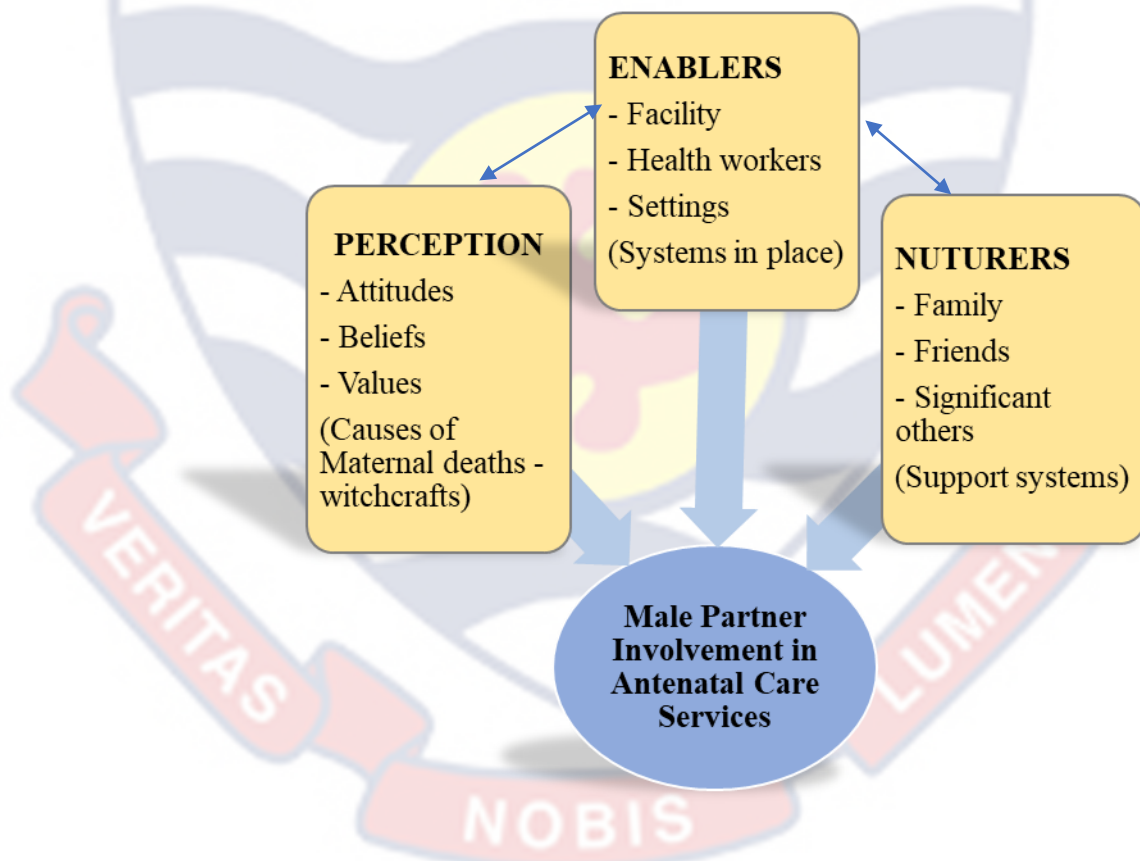 ENABLERS
- Facility
- Health workers
- Settings
(Systems in place)
PERCEPTION
- Attitudes
- Beliefs
- Values
(Causes of
Maternal deaths -
witchcrafts)
NUTURERS
- Family
- Friends
- Significant
others
(Support systems)
Male Partner
Involvement in
Antenatal Care
Services
VERITAS
NOBIS
LUMEN